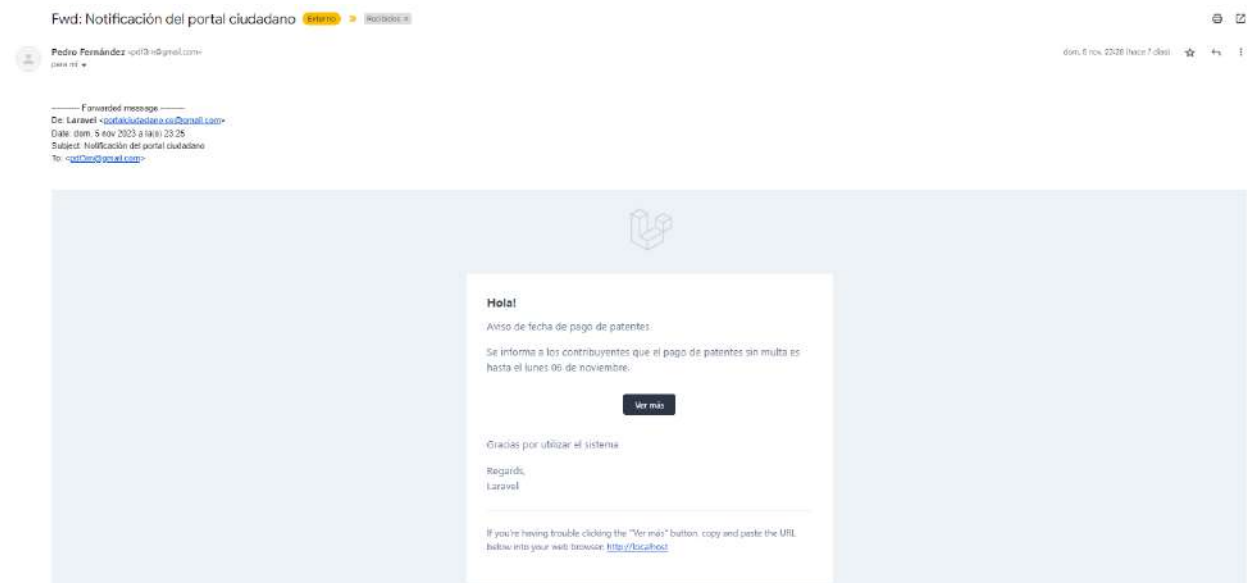 Fwd: Notificación del portal ciudadano Externo Recibidos x
Pedro Fernández
para mí
dom, 5 nov, 23:28 (hace 7 días)
---------- Forwarded message ---------
De: Laravel
Date: dom, 5 nov 2023 a la(s) 23:25
Subject: Notificación del portal ciudadano
To:
Hola!
Aviso de fecha de pago de patentes
Se informa a los contribuyentes que el pago de patentes sin multa es
hasta el lunes 06 de noviembre.
Ver más
Gracias por utilizar el sistema
Regards,
Laravel
If you're having trouble clicking the "Ver más" button, copy and paste the URL
below into your web browser: http://localhost